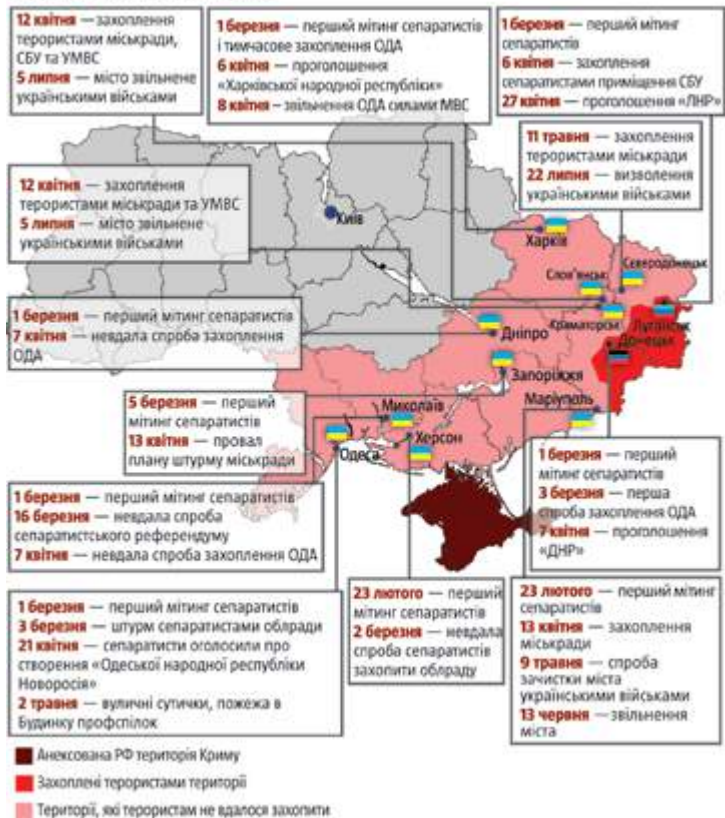 12 квітня — захоплення
терористами міськради,
СБУ та УМВС
5 липня — місто звільнене
українськими військами
1 березня — перший мітинг сепаратистів
і тимчасове захоплення ОДА
6 квітня — проголошення
«Харківської народної республіки»
8 квітня – звільнення ОДА силами МВС
1 березня — перший мітинг
сепаратистів
6 квітня — захоплення
сепаратистами приміщення СБУ
27 квітня — проголошення «ЛНР»
11 травня — захоплення
терористами міськради
22 липня — визволення
українськими військами
12 квітня — захоплення
терористами міськради та УМВС
5 липня — місто звільнене
українськими військами
Київ
Харків
Слов'янськ
Сєвєродонецьк
Краматорськ
Луганськ
Донецьк
1 березня — перший мітинг сепаратистів
7 квітня — невдала спроба захоплення
ОДА
Дніпро
Запоріжжя
Маріуполь
Миколаїв
Херсон
Одеса
5 березня — перший
мітинг сепаратистів
13 квітня — провал
плану штурму міськради
1 березня — перший мітинг сепаратистів
16 березня — невдала спроба
сепаратистського референдуму
7 квітня — невдала спроба захоплення ОДА
1 березня — перший
мітинг сепаратистів
3 березня — перша
спроба захоплення ОДА
7 квітня — проголошення
«ДНР»
1 березня — перший мітинг сепаратистів
3 березня — штурм сепаратистами облради
21 квітня — сепаратисти оголосили про
створення «Одеської народної республіки
Новоросія»
2 травня — вуличні сутички, пожежа в
Будинку профспілок
23 лютого — перший
мітинг сепаратистів
2 березня — невдала
спроба сепаратистів
захопити облраду
23 лютого — перший мітинг
сепаратистів
13 квітня — захоплення
міськради
9 травня — спроба
зачистки міста
українськими військами
13 червня — звільнення
міста
Анексована РФ територія Криму
Захоплені терористами території
Території, які терористам не вдалося захопити